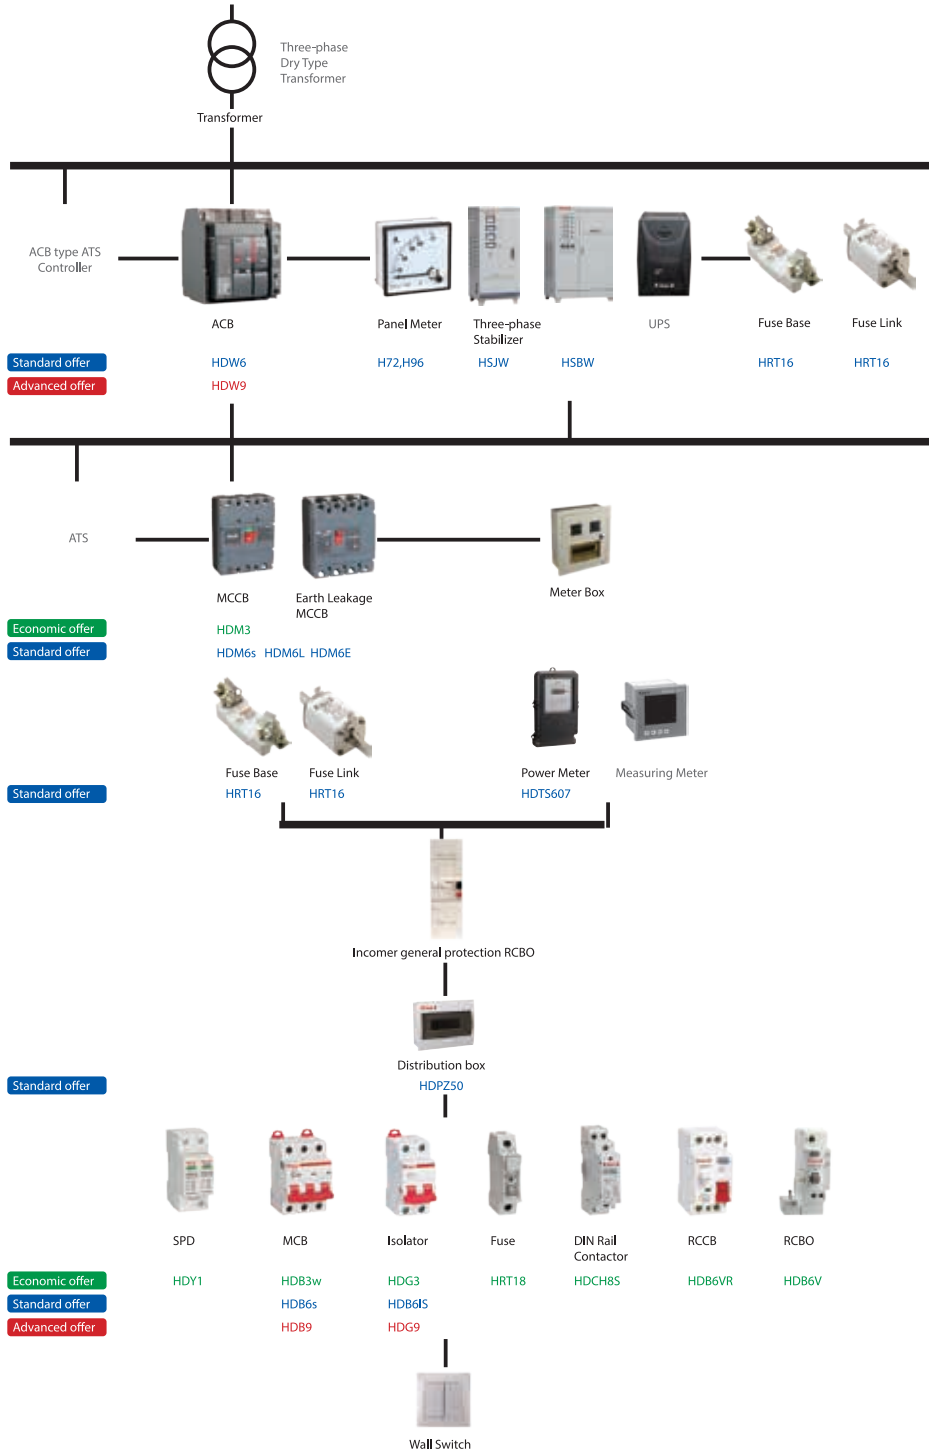 Three-phase
Dry Type
Transformer
Transformer
ACB type ATS
Controller
ACB
Panel Meter
Three-phase
Stabilizer
UPS
Fuse Base
Fuse Link
Standard offer
HDW6
H72,H96
HSJW
HSBW
HRT16
HRT16
Advanced offer
HDW9
ATS
MCCB
Earth Leakage
MCCB
Meter Box
Economic offer
HDM3
Standard offer
HDM6s HDM6L HDM6E
Fuse Base
Fuse Link
Power Meter
Measuring Meter
Standard offer
HRT16
HRT16
HDTS607
Incomer general protection RCBO
Distribution box
Standard offer
HDPZ50
SPD
MCB
Isolator
Fuse
DIN Rail
Contactor
RCCB
RCBO
Economic offer
HDY1
HDB3w
HDG3
HRT18
HDCH8S
HDB6VR
HDB6V
Standard offer
HDB6s
HDB6IS
Advanced offer
HDB9
HDG9
Wall Switch